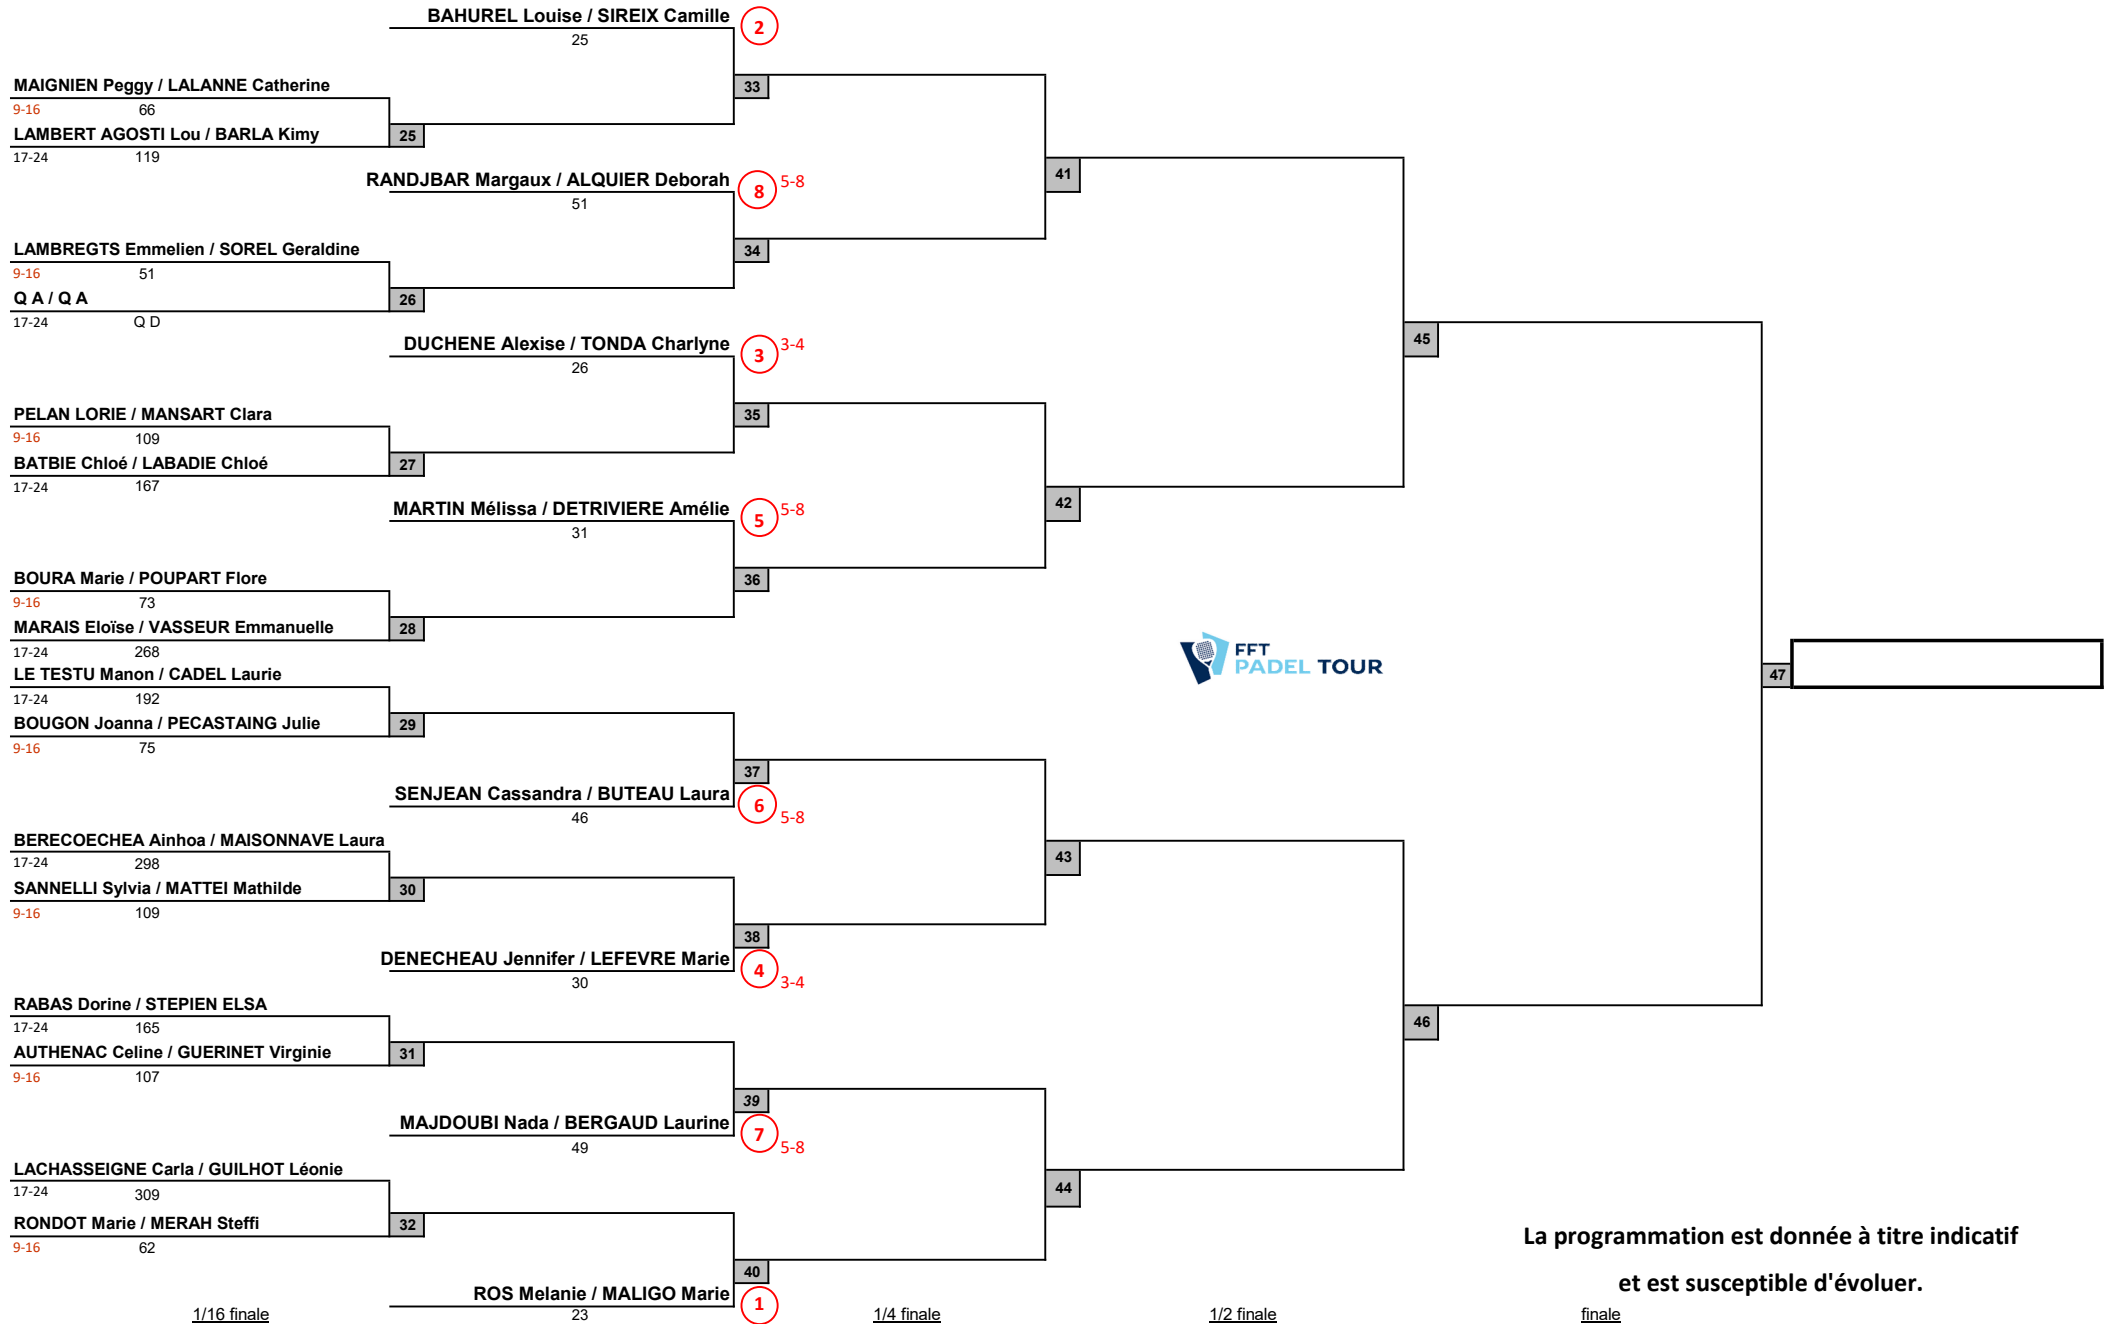 BAHUREL Louise / SIREIX Camille
2
25
MAIGNIEN Peggy / LALANNE Catherine
33
9-16 66
LAMBERT AGOSTI Lou / BARLA Kimy
25
17-24 119
RANDJBAR Margaux / ALQUIER Deborah
8 5-8
41
51
LAMBREGTS Emmelien / SOREL Geraldine
34
9-16 51
Q A / Q A
26
17-24 Q D
DUCHENE Alexise / TONDA Charlyne
3 3-4
45
26
PELAN LORIE / MANSART Clara
35
9-16 109
BATBIE Chloé / LABADIE Chloé
27
17-24 167
MARTIN Mélissa / DETRIVIERE Amélie
5 5-8
42
31
BOURA Marie / POUPART Flore
36
9-16 73
MARAIS Eloïse / VASSEUR Emmanuelle
28
17-24 268
FFT
PADEL TOUR
LE TESTU Manon / CADEL Laurie
47
17-24 192
BOUGON Joanna / PECASTAING Julie
29
9-16 75
37
SENJEAN Cassandra / BUTEAU Laura
6 5-8
46
BERECOECHEA Ainhoa / MAISONNAVE Laura
43
17-24 298
SANNELLI Sylvia / MATTEI Mathilde
30
9-16 109
38
DENECHEAU Jennifer / LEFEVRE Marie
4 3-4
30
RABAS Dorine / STEPIEN ELSA
46
17-24 165
AUTHENAC Celine / GUERINET Virginie
31
9-16 107
39
MAJDOUBI Nada / BERGAUD Laurine
7 5-8
49
LACHASSEIGNE Carla / GUILHOT Léonie
44
17-24 309
RONDOT Marie / MERAH Steffi
32
9-16 62
La programmation est donnée à titre indicatif
et est susceptible d'évoluer.
40
ROS Melanie / MALIGO Marie
1
23
1/16 finale
1/4 finale
1/2 finale
finale